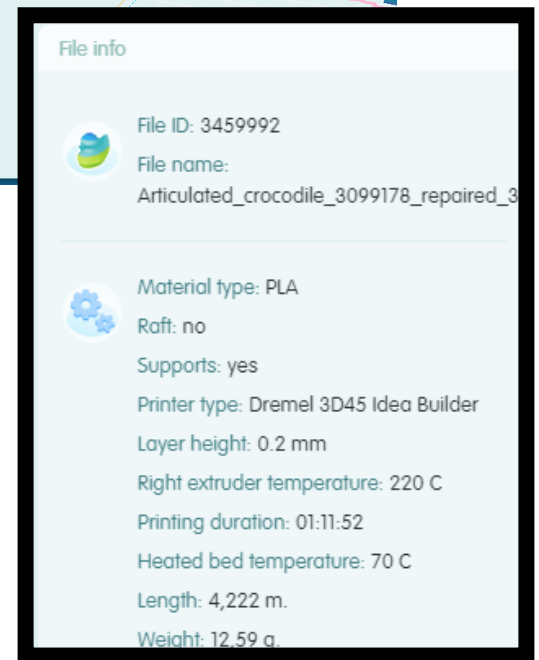 File info
File ID: 3459992
File name:
Articulated_crocodile_3099178_repaired_3
Material type: PLA
Raft: no
Supports: yes
Printer type: Dremel 3D45 Idea Builder
Layer height: 0.2 mm
Right extruder temperature: 220 C
Printing duration: 01:11:52
Heated bed temperature: 70 C
Length: 4,222 m.
Weight: 12,59 g.